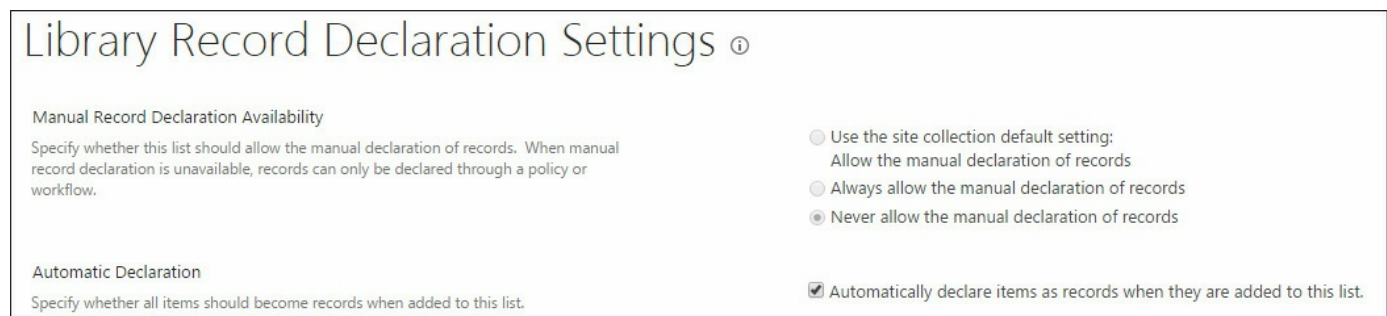 Library Record Declaration Settings
Manual Record Declaration Availability
Specify whether this list should allow the manual declaration of records. When manual
record declaration is unavailable, records can only be declared through a policy or
workflow.
Use the site collection default setting:
Allow the manual declaration of records
Always allow the manual declaration of records
Never allow the manual declaration of records
Automatic Declaration
Specify whether all items should become records when added to this list.
Automatically declare items as records when they are added to this list.